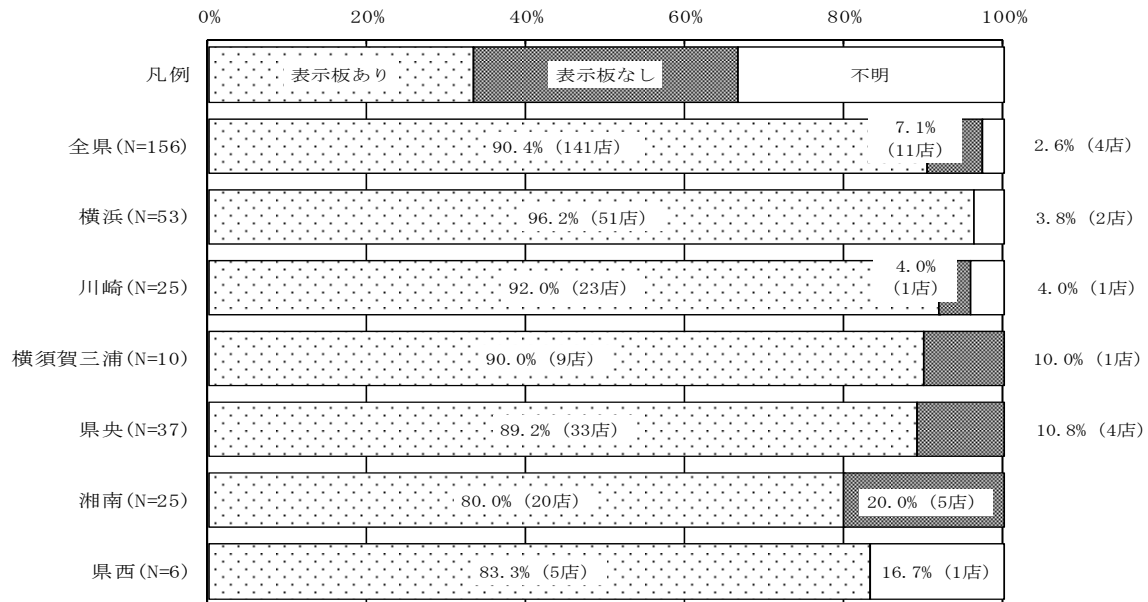 0% 20% 40% 60% 80% 100%
凡例 表示板あり 表示板なし 不明
全県(N=156) 90.4% (141店) 7.1% (11店) 2.6% (4店)
横浜(N=53) 96.2% (51店) 3.8% (2店)
川崎(N=25) 92.0% (23店) 4.0% (1店) 4.0% (1店)
横須賀三浦(N=10) 90.0% (9店) 10.0% (1店)
県央(N=37) 89.2% (33店) 10.8% (4店)
湘南(N=25) 80.0% (20店) 20.0% (5店)
県西(N=6) 83.3% (5店) 16.7% (1店)